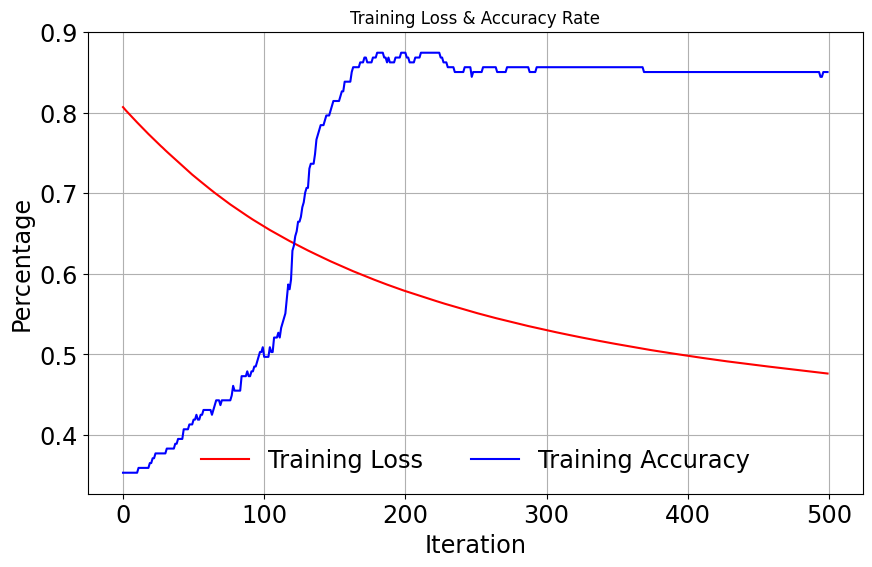 Training Loss & Accuracy Rate
0.9
0.8
0.7
0.6
0.5
0.4
Percentage
Training Loss
Training Accuracy
0 100 200 300 400 500
Iteration